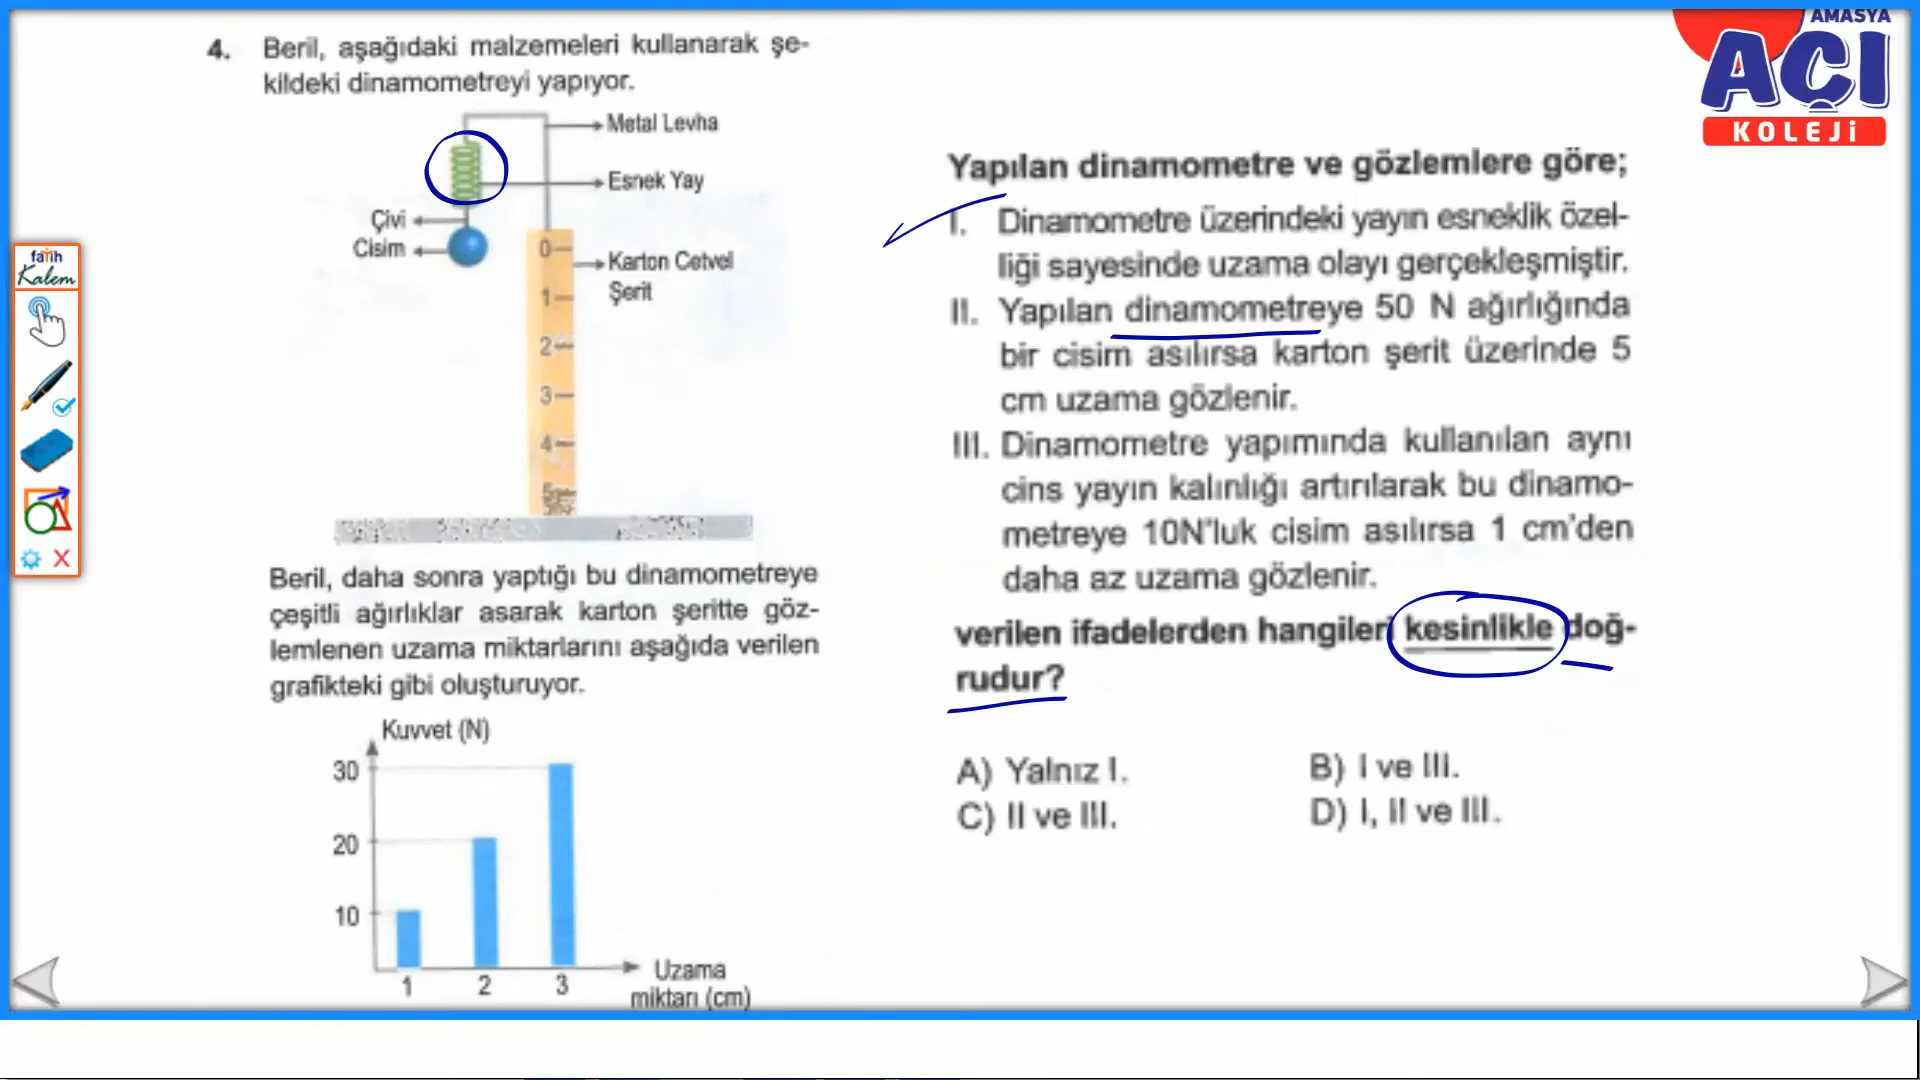 AMASYA
AÇI
KOLEJİ
4. Beril, aşağıdaki malzemeleri kullanarak şe-
kildeki dinamometreyi yapıyor.
Metal Levha
Esnek Yay
Çivi
Cisim
0
Karton Cetvel
Şerit
1
2
3
4
5
fatih
Kalem
Beril, daha sonra yaptığı bu dinamometreye
çeşitli ağırlıklar asarak karton şeritte göz-
lemlenen uzama miktarlarını aşağıda verilen
grafikteki gibi oluşturuyor.
Kuvvet (N)
30
20
10
1 2 3
Uzama
miktarı (cm)
Yapılan dinamometre ve gözlemlere göre;
I. Dinamometre üzerindeki yayın esneklik özel-
liği sayesinde uzama olayı gerçekleşmiştir.
II. Yapılan dinamometreye 50 N ağırlığında
bir cisim asılırsa karton şerit üzerinde 5
cm uzama gözlenir.
III. Dinamometre yapımında kullanılan aynı
cins yayın kalınlığı artırılarak bu dinamo-
metreye 10N'luk cisim asılırsa 1 cm'den
daha az uzama gözlenir.
verilen ifadelerden hangileri kesinlikle doğ-
rudur?
A) Yalnız I. B) I ve III.
C) II ve III. D) I, II ve III.